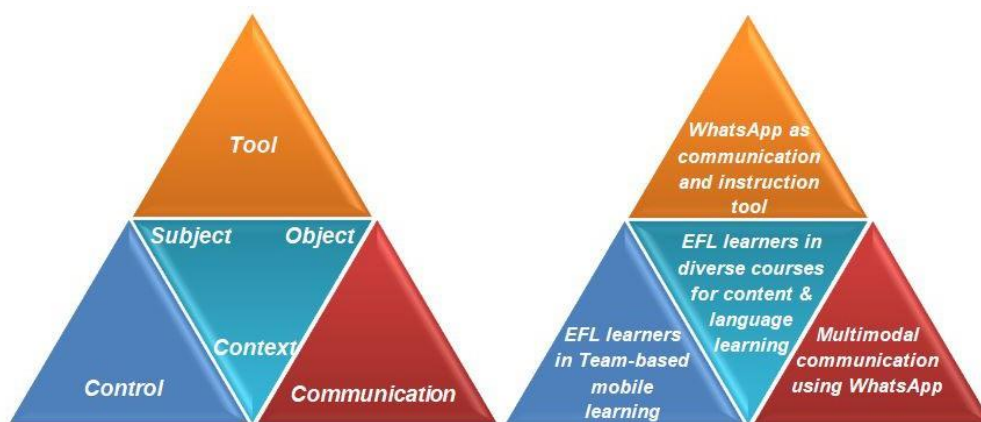 Tool
Subject Object
Context
Control
Communication
WhatsApp as
communication
and instruction
tool
EFL learners in
diverse courses
for content &
language
learning
EFL learners
in Team-based
mobile
learning
Multimodal
communication
using WhatsApp